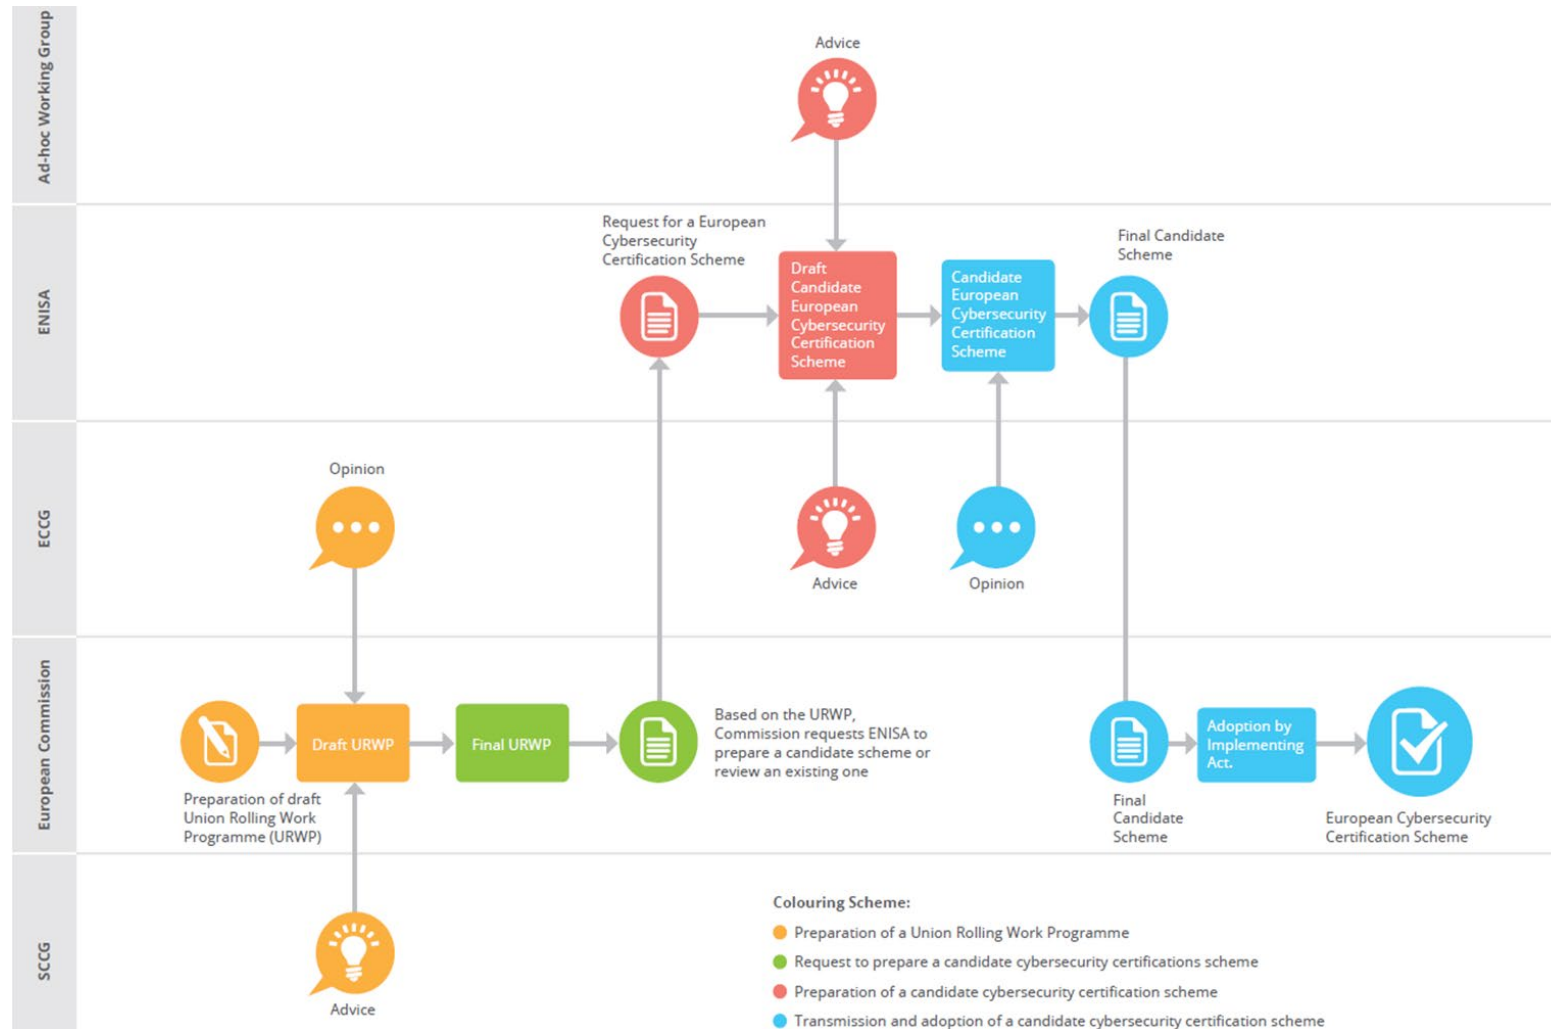 Ad-hoc Working Group
Advice
ENISA
Request for a European
Cybersecurity
Certification Scheme
Draft
Candidate
European
Cybersecurity
Certification
Scheme
Candidate
European
Cybersecurity
Certification
Scheme
Final Candidate
Scheme
ECCG
Opinion
Advice
Opinion
European Commission
Preparation of draft
Union Rolling Work
Programme (URWP)
Draft URWP
Final URWP
Based on the URWP,
Commission requests ENISA to
prepare a candidate scheme or
review an existing one
Final
Candidate
Scheme
Adoption by
Implementing
Act.
European Cybersecurity
Certification Scheme
SCCG
Advice
Colouring Scheme:
Preparation of a Union Rolling Work Programme
Request to prepare a candidate cybersecurity certifications scheme
Preparation of a candidate cybersecurity certification scheme
Transmission and adoption of a candidate cybersecurity certification scheme